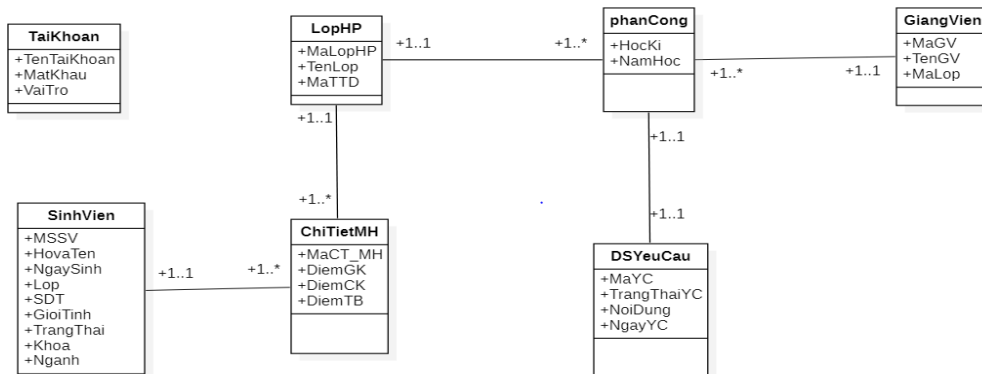 TaiKhoan
+TenTaiKhoan
+MatKhau
+VaiTro
LopHP
+MaLopHP
+TenLop
+MaTTD
+1..1
+1..*
phanCong
+HocKi
+NamHoc
+1..*
+1..1
GiangVien
+MaGV
+TenGV
+MaLop
+1..1
+1..*
+1..1
+1..1
SinhVien
+MSSV
+HovaTen
+NgaySinh
+Lop
+SDT
+GioiTinh
+TrangThai
+Khoa
+Nganh
+1..1
+1..*
ChiTietMH
+MaCT_MH
+DiemGK
+DiemCK
+DiemTB
DSYeuCau
+MaYC
+TrangThaiYC
+NoiDung
+NgayYC